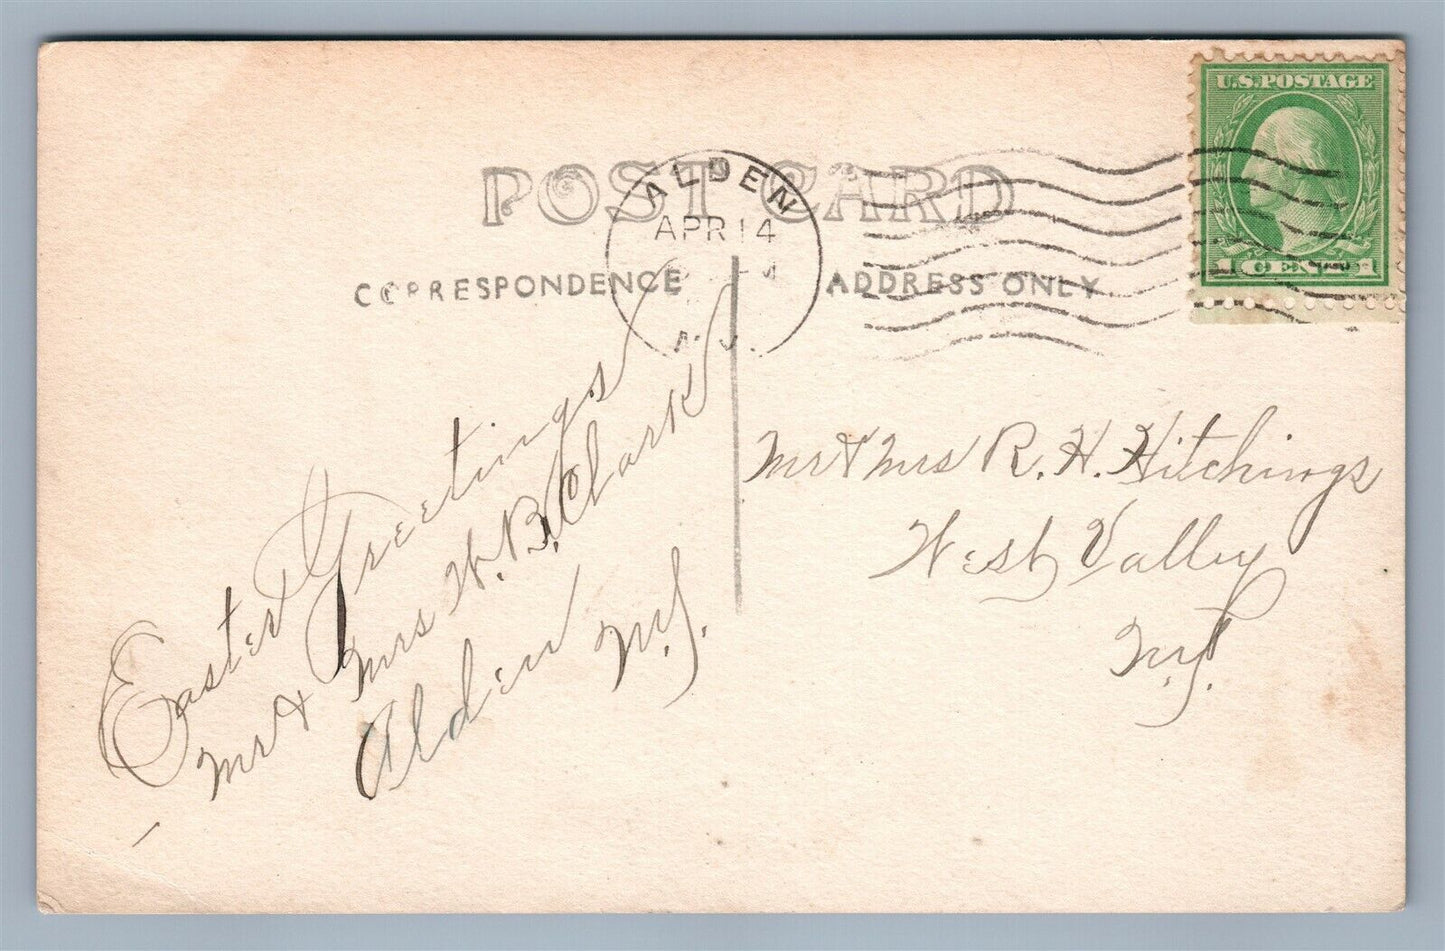 U.S.POSTAGE
1 CENT 1
POST CARD
ALDEN
APR 14
CORRESPONDENCE
ADDRESS ONLY
Easter Greetings
Mr & Mrs W. B. Clark
Alden N.Y.
Mr & Mrs R. H. Hitchings
West Valley
N.Y.